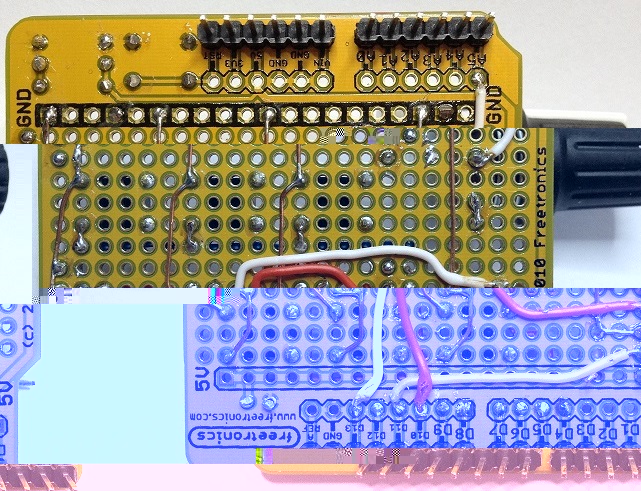 RST 3V3 5V GND GND VIN A0 A1 A2 A3 A4 A5
GND
GND
010 Freetronics
(c) 2
5V
5V
www.freetronics.com
freetronics
REF GND D13 D12 D11 D10 D9 D8 D7 D6 D5 D4 D3 D2 D1